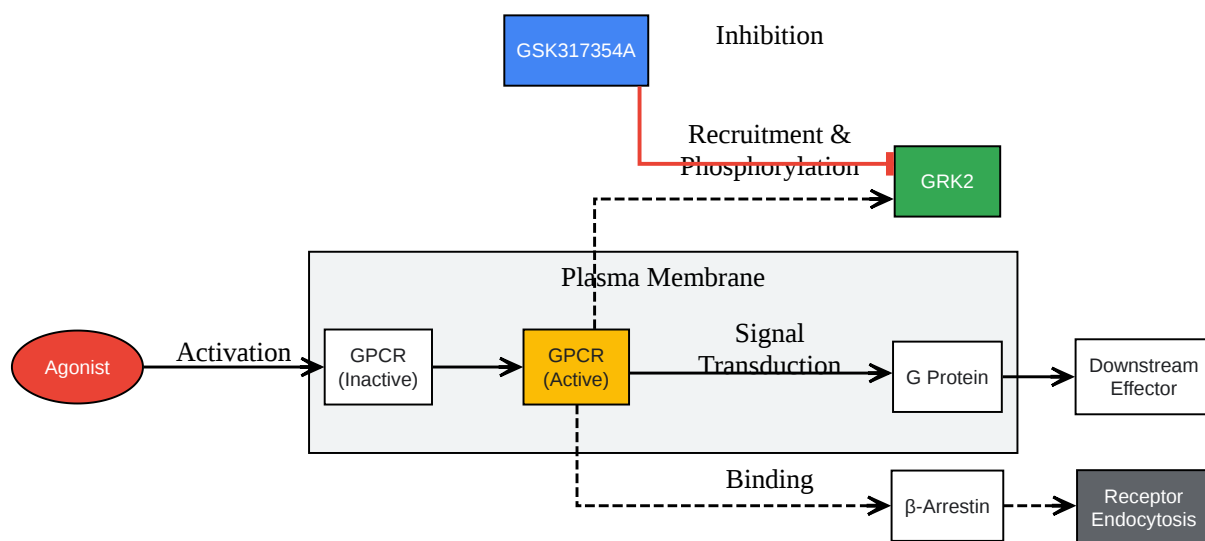 Inhibition
GSK317354A
Recruitment &
Phosphorylation
GRK2
Plasma Membrane
Agonist
Activation
GPCR
(Inactive)
GPCR
(Active)
Signal
Transduction
G Protein
Downstream
Effector
Binding
β-Arrestin
Receptor
Endocytosis